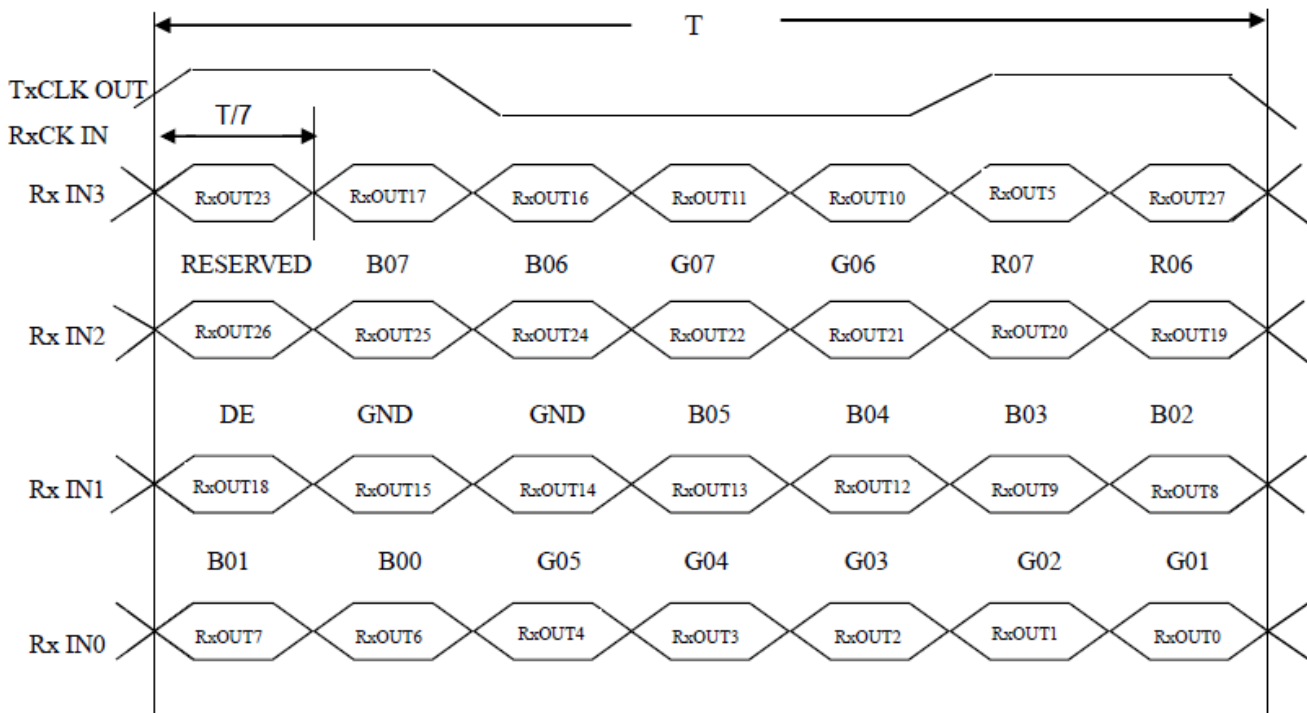 T
TxCLK OUT
T/7
RxCK IN
Rx IN3 RxOUT23 RxOUT17 RxOUT16 RxOUT11 RxOUT10 RxOUT5 RxOUT27
RESERVED B07 B06 G07 G06 R07 R06
Rx IN2 RxOUT26 RxOUT25 RxOUT24 RxOUT22 RxOUT21 RxOUT20 RxOUT19
DE GND GND B05 B04 B03 B02
Rx IN1 RxOUT18 RxOUT15 RxOUT14 RxOUT13 RxOUT12 RxOUT9 RxOUT8
B01 B00 G05 G04 G03 G02 G01
Rx IN0 RxOUT7 RxOUT6 RxOUT4 RxOUT3 RxOUT2 RxOUT1 RxOUT0